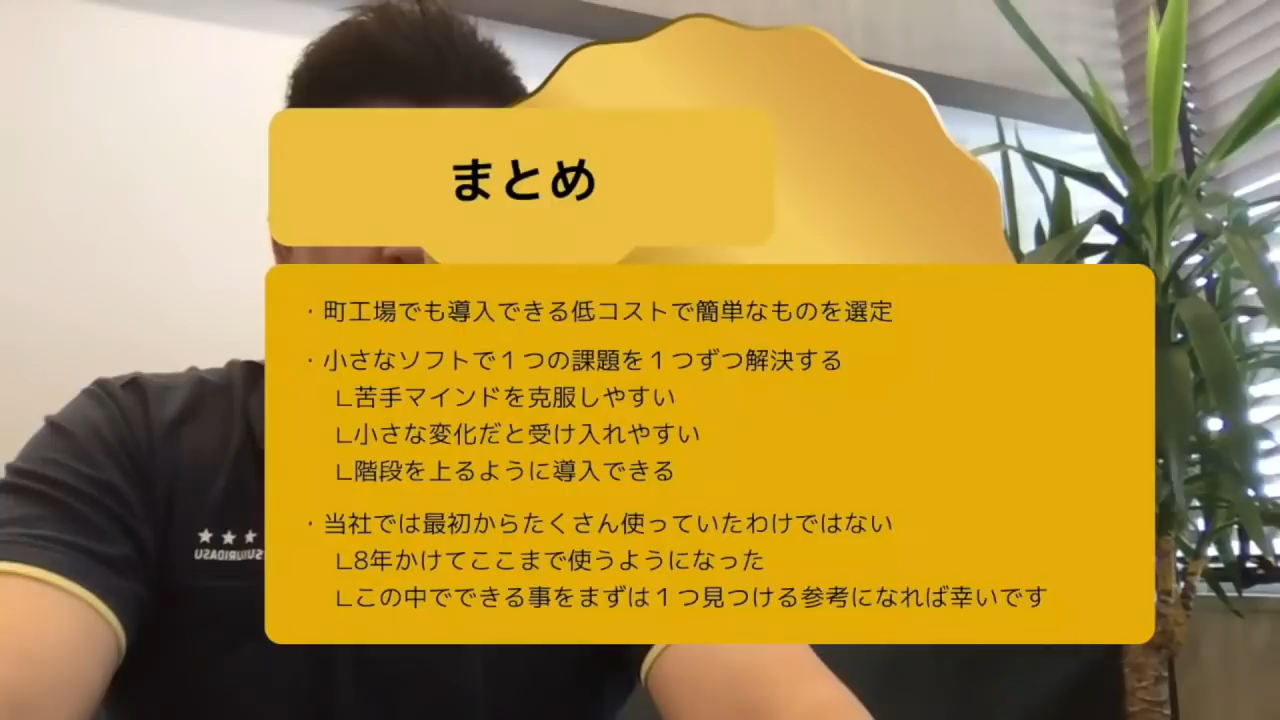 まとめ
・町工場でも導入できる低コストで簡単なものを選定
・小さなソフトで１つの課題を１つずつ解決する
∟苦手マインドを克服しやすい
∟小さな変化だと受け入れやすい
∟階段を上るように導入できる
・当社では最初からたくさん使っていたわけではない
∟8年かけてここまで使うようになった
∟この中でできる事をまずは１つ見つける参考になれば幸いです